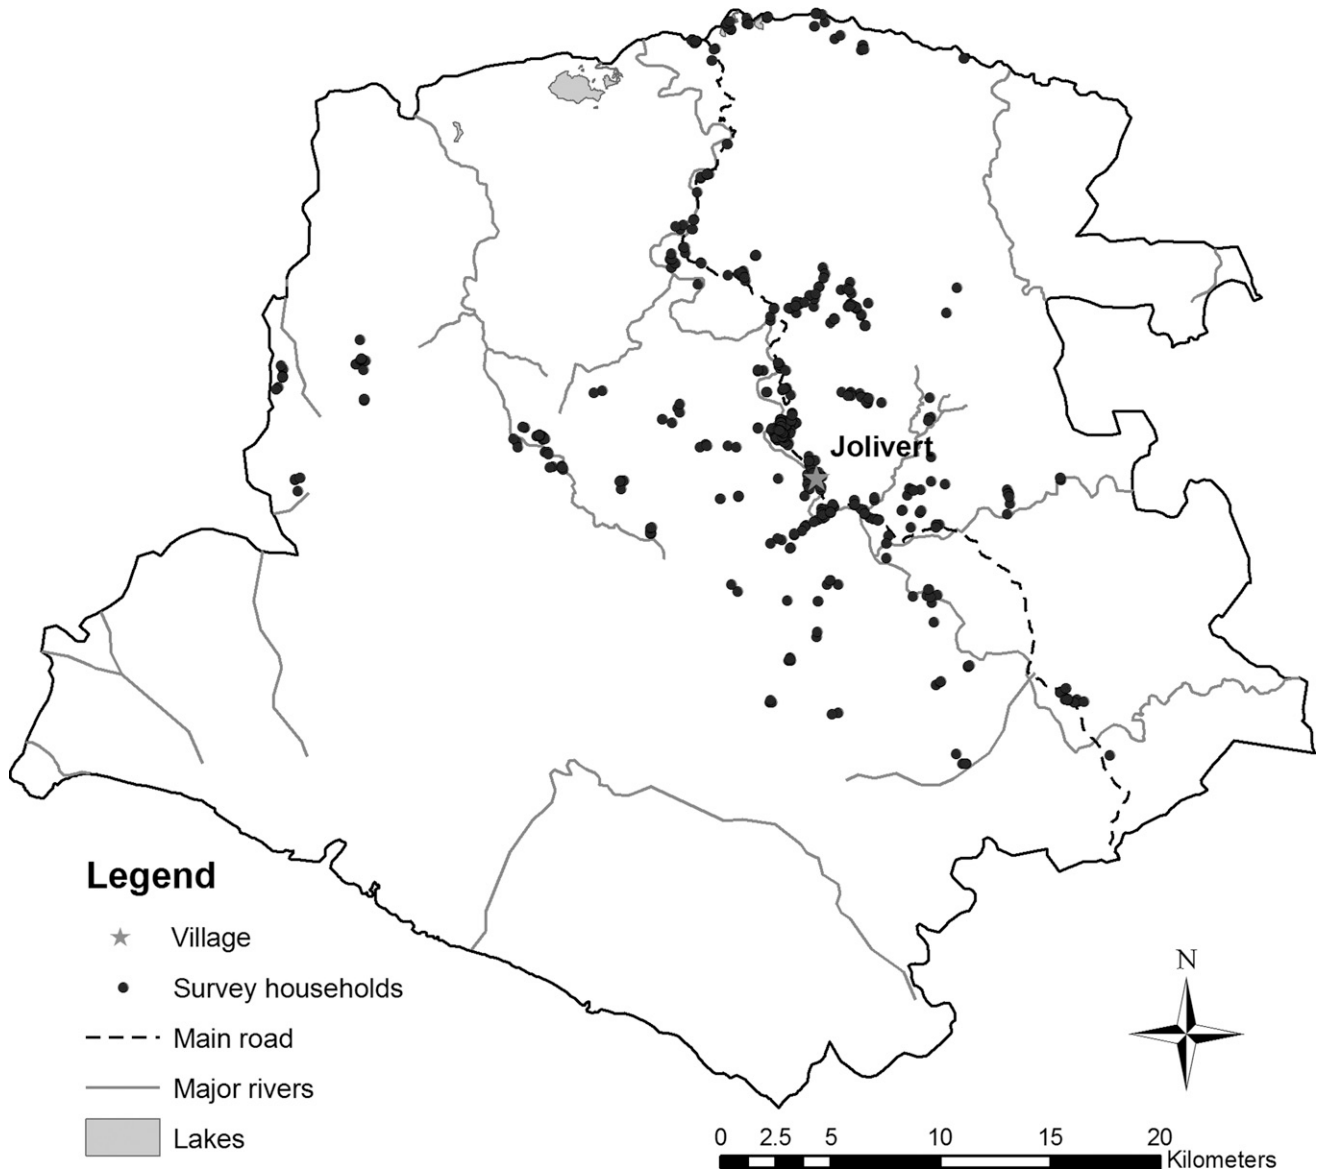 Jolivert
Legend
Village
Survey households
Main road
Major rivers
Lakes
N
0 2.5 5 10 15 20
Kilometers